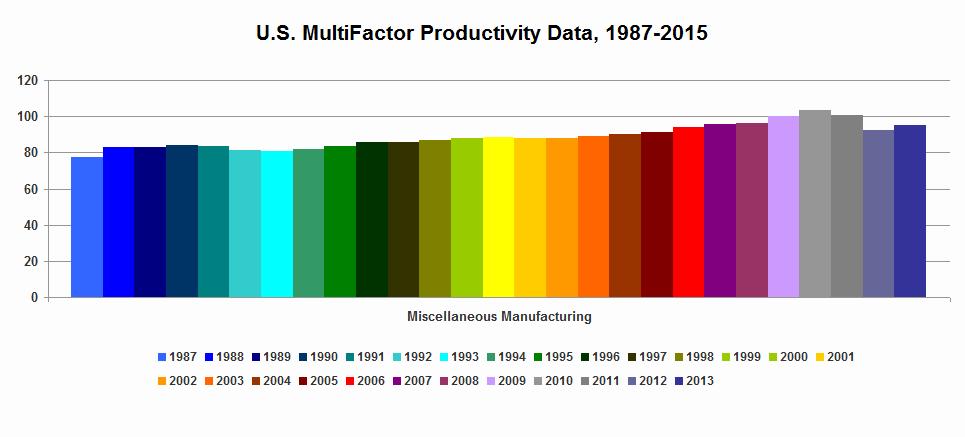 U.S. MultiFactor Productivity Data, 1987-2015
120
100
80
60
40
20
0
Miscellaneous Manufacturing
1987 1988 1989 1990 1991 1992 1993 1994 1995 1996 1997 1998 1999 2000 2001
2002 2003 2004 2005 2006 2007 2008 2009 2010 2011 2012 2013